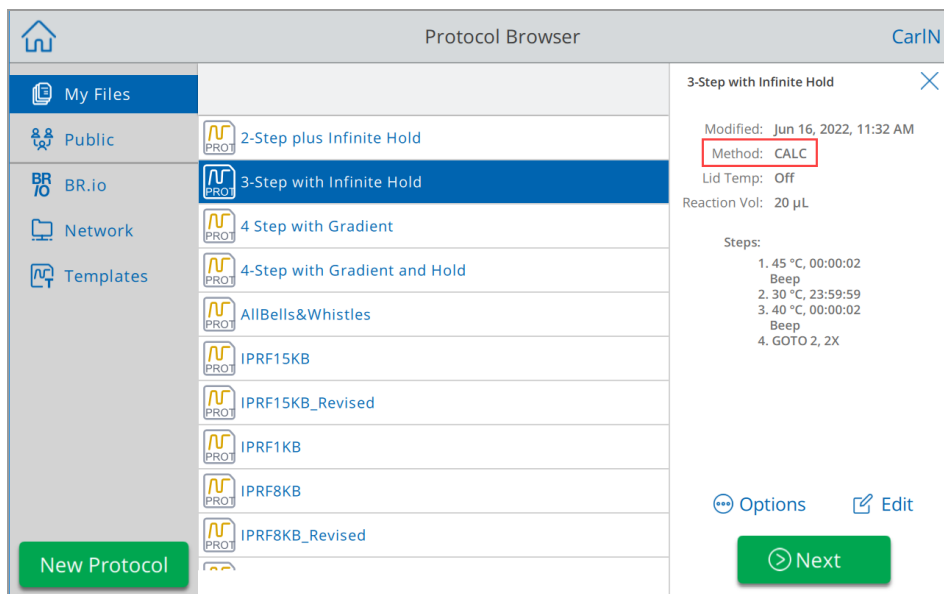 Protocol Browser
CarlN
My Files
Public
BR.io
Network
Templates
New Protocol
PROT 2-Step plus Infinite Hold
PROT 3-Step with Infinite Hold
PROT 4 Step with Gradient
PROT 4-Step with Gradient and Hold
PROT AllBells&Whistles
PROT IPRF15KB
PROT IPRF15KB_Revised
PROT IPRF1KB
PROT IPRF8KB
PROT IPRF8KB_Revised
3-Step with Infinite Hold
Modified: Jun 16, 2022, 11:32 AM
Method: CALC
Lid Temp: Off
Reaction Vol: 20 µL
Steps:
1. 45 °C, 00:00:02
Beep
2. 30 °C, 23:59:59
3. 40 °C, 00:00:02
Beep
4. GOTO 2, 2X
Options
Edit
Next